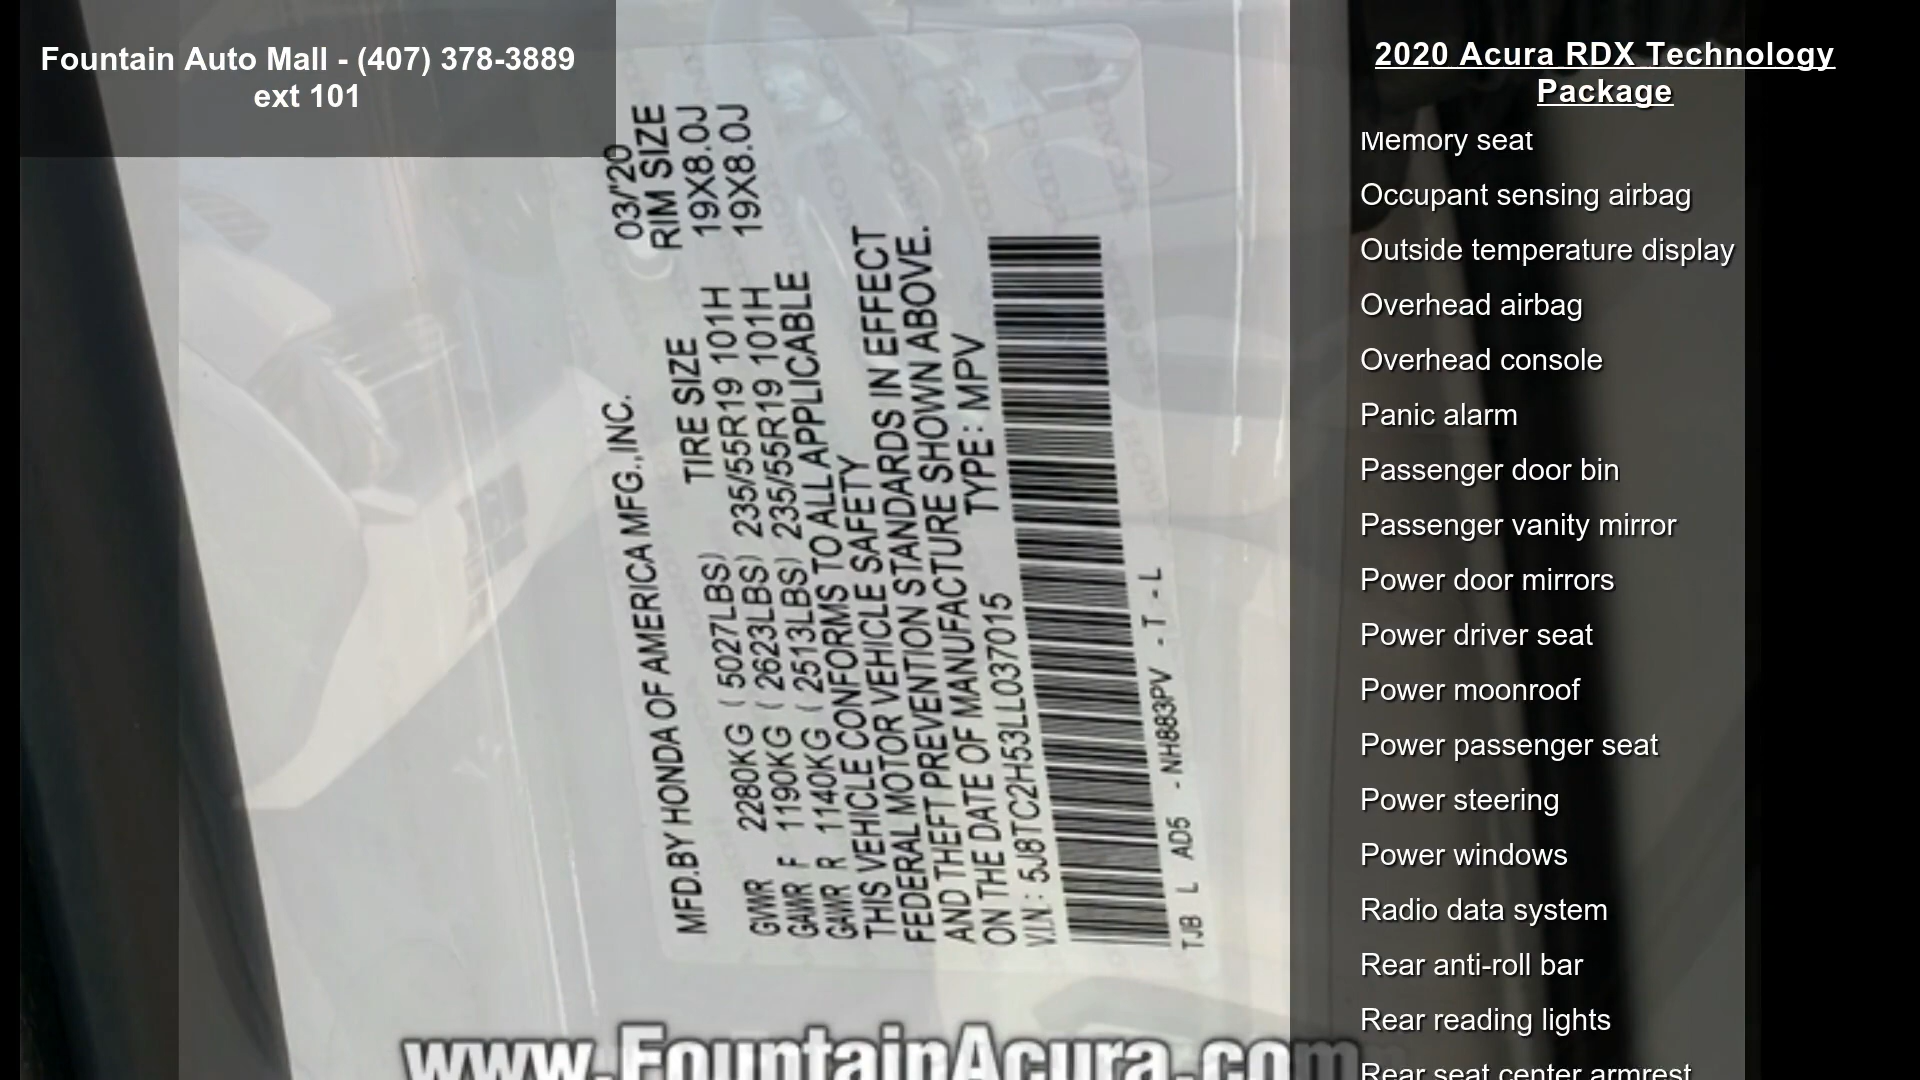 Fountain Auto Mall - (407) 378-3889
ext 101
MFD.BY HONDA OF AMERICA MFG.,INC. 03/'20
TIRE SIZE RIM SIZE
GVWR 2280KG ( 5027LBS)
GAWR F 1190KG ( 2623LBS) 235/55R19 101H 19X8.0J
GAWR R 1140KG ( 2513LBS) 235/55R19 101H 19X8.0J
THIS VEHICLE CONFORMS TO ALL APPLICABLE
FEDERAL MOTOR VEHICLE SAFETY
AND THEFT PREVENTION STANDARDS IN EFFECT
ON THE DATE OF MANUFACTURE SHOWN ABOVE.
V.I.N.: 5J8TC2H53LL037015 TYPE: MPV
TJB L AD5 - NH883PV - T - L
www.FountainAcura.com
2020 Acura RDX Technology
Package
Memory seat
Occupant sensing airbag
Outside temperature display
Overhead airbag
Overhead console
Panic alarm
Passenger door bin
Passenger vanity mirror
Power door mirrors
Power driver seat
Power moonroof
Power passenger seat
Power steering
Power windows
Radio data system
Rear anti-roll bar
Rear reading lights
Rear seat center armrest